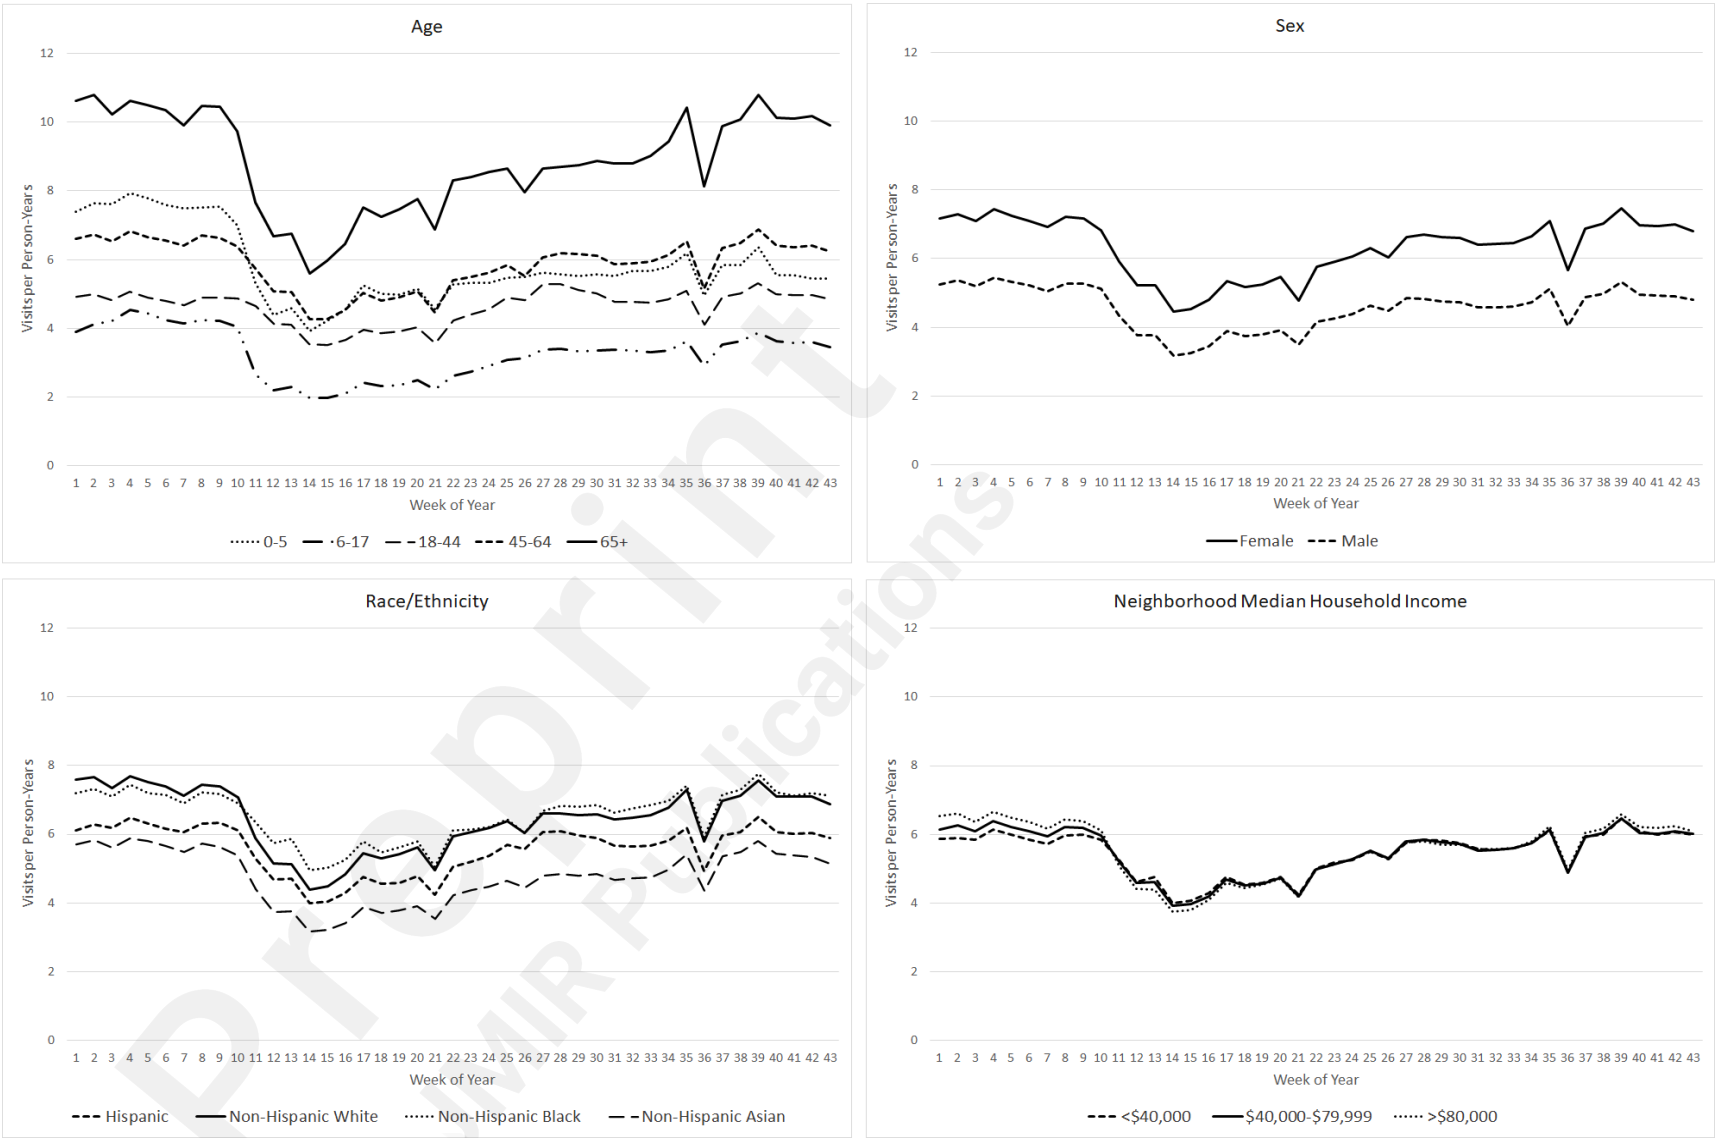 Age
12
10
8
6
4
2
0
Visits per Person-Years
1 2 3 4 5 6 7 8 9 10 11 12 13 14 15 16 17 18 19 20 21 22 23 24 25 26 27 28 29 30 31 32 33 34 35 36 37 38 39 40 41 42 43
Week of Year
0-5 6-17 18-44 45-64 65+
Sex
12
10
8
6
4
2
0
Visits per Person-Years
1 2 3 4 5 6 7 8 9 10 11 12 13 14 15 16 17 18 19 20 21 22 23 24 25 26 27 28 29 30 31 32 33 34 35 36 37 38 39 40 41 42 43
Week of Year
Female Male
Race/Ethnicity
12
10
8
6
4
2
0
Visits per Person-Years
1 2 3 4 5 6 7 8 9 10 11 12 13 14 15 16 17 18 19 20 21 22 23 24 25 26 27 28 29 30 31 32 33 34 35 36 37 38 39 40 41 42 43
Week of Year
Hispanic Non-Hispanic White Non-Hispanic Black Non-Hispanic Asian
Neighborhood Median Household Income
12
10
8
6
4
2
0
Visits per Person-Years
1 2 3 4 5 6 7 8 9 10 11 12 13 14 15 16 17 18 19 20 21 22 23 24 25 26 27 28 29 30 31 32 33 34 35 36 37 38 39 40 41 42 43
Week of Year
<$40,000 $40,000-$79,999 >$80,000
Preprint
JMIR Publications